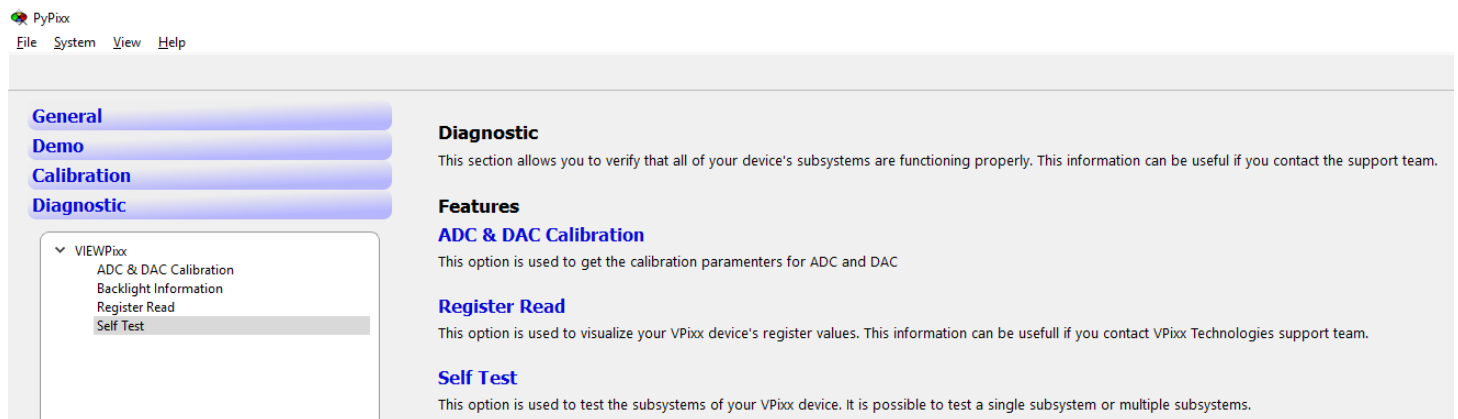 PyPixx
File System View Help
General
Demo
Calibration
Diagnostic
VIEWPixx
ADC & DAC Calibration
Backlight Information
Register Read
Self Test
Diagnostic
This section allows you to verify that all of your device's subsystems are functioning properly. This information can be useful if you contact the support team.
Features
ADC & DAC Calibration
This option is used to get the calibration paramenters for ADC and DAC
Register Read
This option is used to visualize your VPixx device's register values. This information can be usefull if you contact VPixx Technologies support team.
Self Test
This option is used to test the subsystems of your VPixx device. It is possible to test a single subsystem or multiple subsystems.